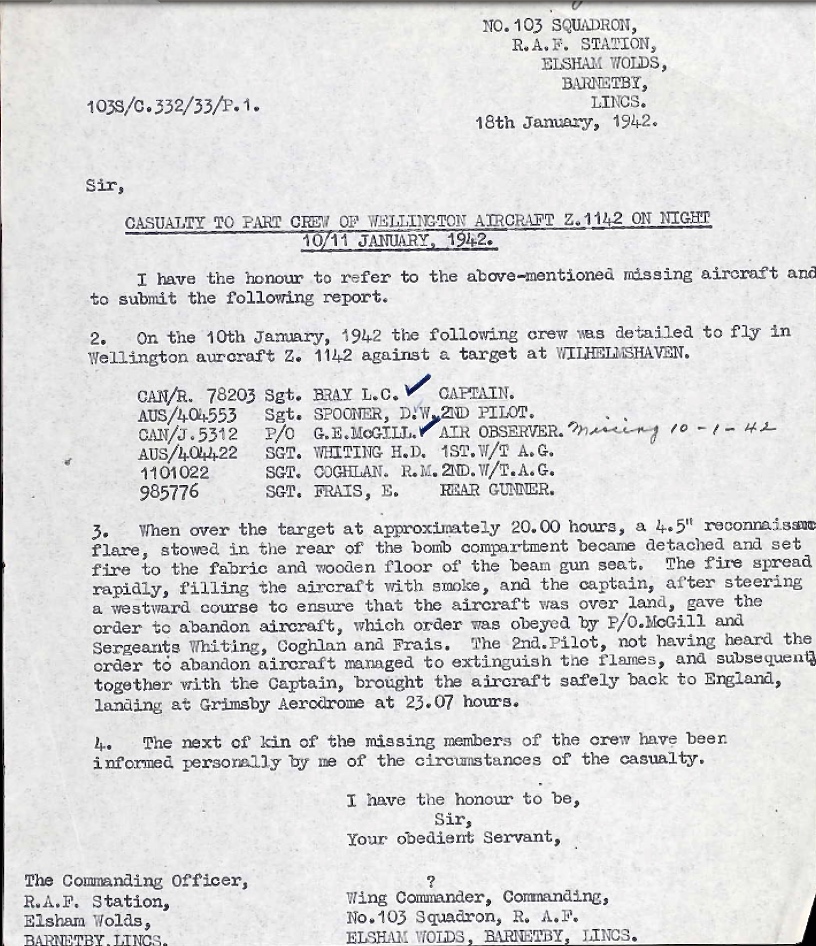 NO.103 SQUADRON,
R.A.F. STATION,
ELSHAM WOLDS,
BARNETBY,
LINCS.
18th January, 1942.
103S/C.332/33/P.1.
Sir,
CASUALTY TO PART CREW OF WELLINGTON AIRCRAFT Z.1142 ON NIGHT
10/11 JANUARY, 1942.
I have the honour to refer to the above-mentioned missing aircraft and
to submit the following report.
2. On the 10th January, 1942 the following crew was detailed to fly in
Wellington aurcraft Z. 1142 against a target at WILHELMSHAVEN.
CAN/R. 78203 Sgt. BRAY L.C. ✓ CAPTAIN.
AUS/404553 Sgt. SPOONER, D.W. 2ND PILOT.
CAN/J.5312 P/O G.E.McGILL. ✓ AIR OBSERVER. Missing 10-1-42
AUS/404422 SGT. WHITING H.D. 1ST.W/T A.G.
1101022 SGT. COGHLAN. R.M. 2ND.W/T.A.G.
985776 SGT. FRAIS, E. REAR GUNNER.
3. When over the target at approximately 20.00 hours, a 4.5" reconnaissance
flare, stowed in the rear of the bomb compartment became detached and set
fire to the fabric and wooden floor of the beam gun seat. The fire spread
rapidly, filling the aircraft with smoke, and the captain, after steering
a westward course to ensure that the aircraft was over land, gave the
order to abandon aircraft, which order was obeyed by P/O.McGill and
Sergeants Whiting, Coghlan and Frais. The 2nd.Pilot, not having heard the
order to abandon aircraft managed to extinguish the flames, and subsequently
together with the Captain, brought the aircraft safely back to England,
landing at Grimsby Aerodrome at 23.07 hours.
4. The next of kin of the missing members of the crew have been
informed personally by me of the circumstances of the casualty.
I have the honour to be,
Sir,
Your obedient Servant,
?
Wing Commander, Commanding,
No.103 Squadron, R. A.F.
ELSHAM WOLDS, BARNETBY, LINCS.
The Commanding Officer,
R.A.F. Station,
Elsham Wolds,
BARNETBY.LINCS.